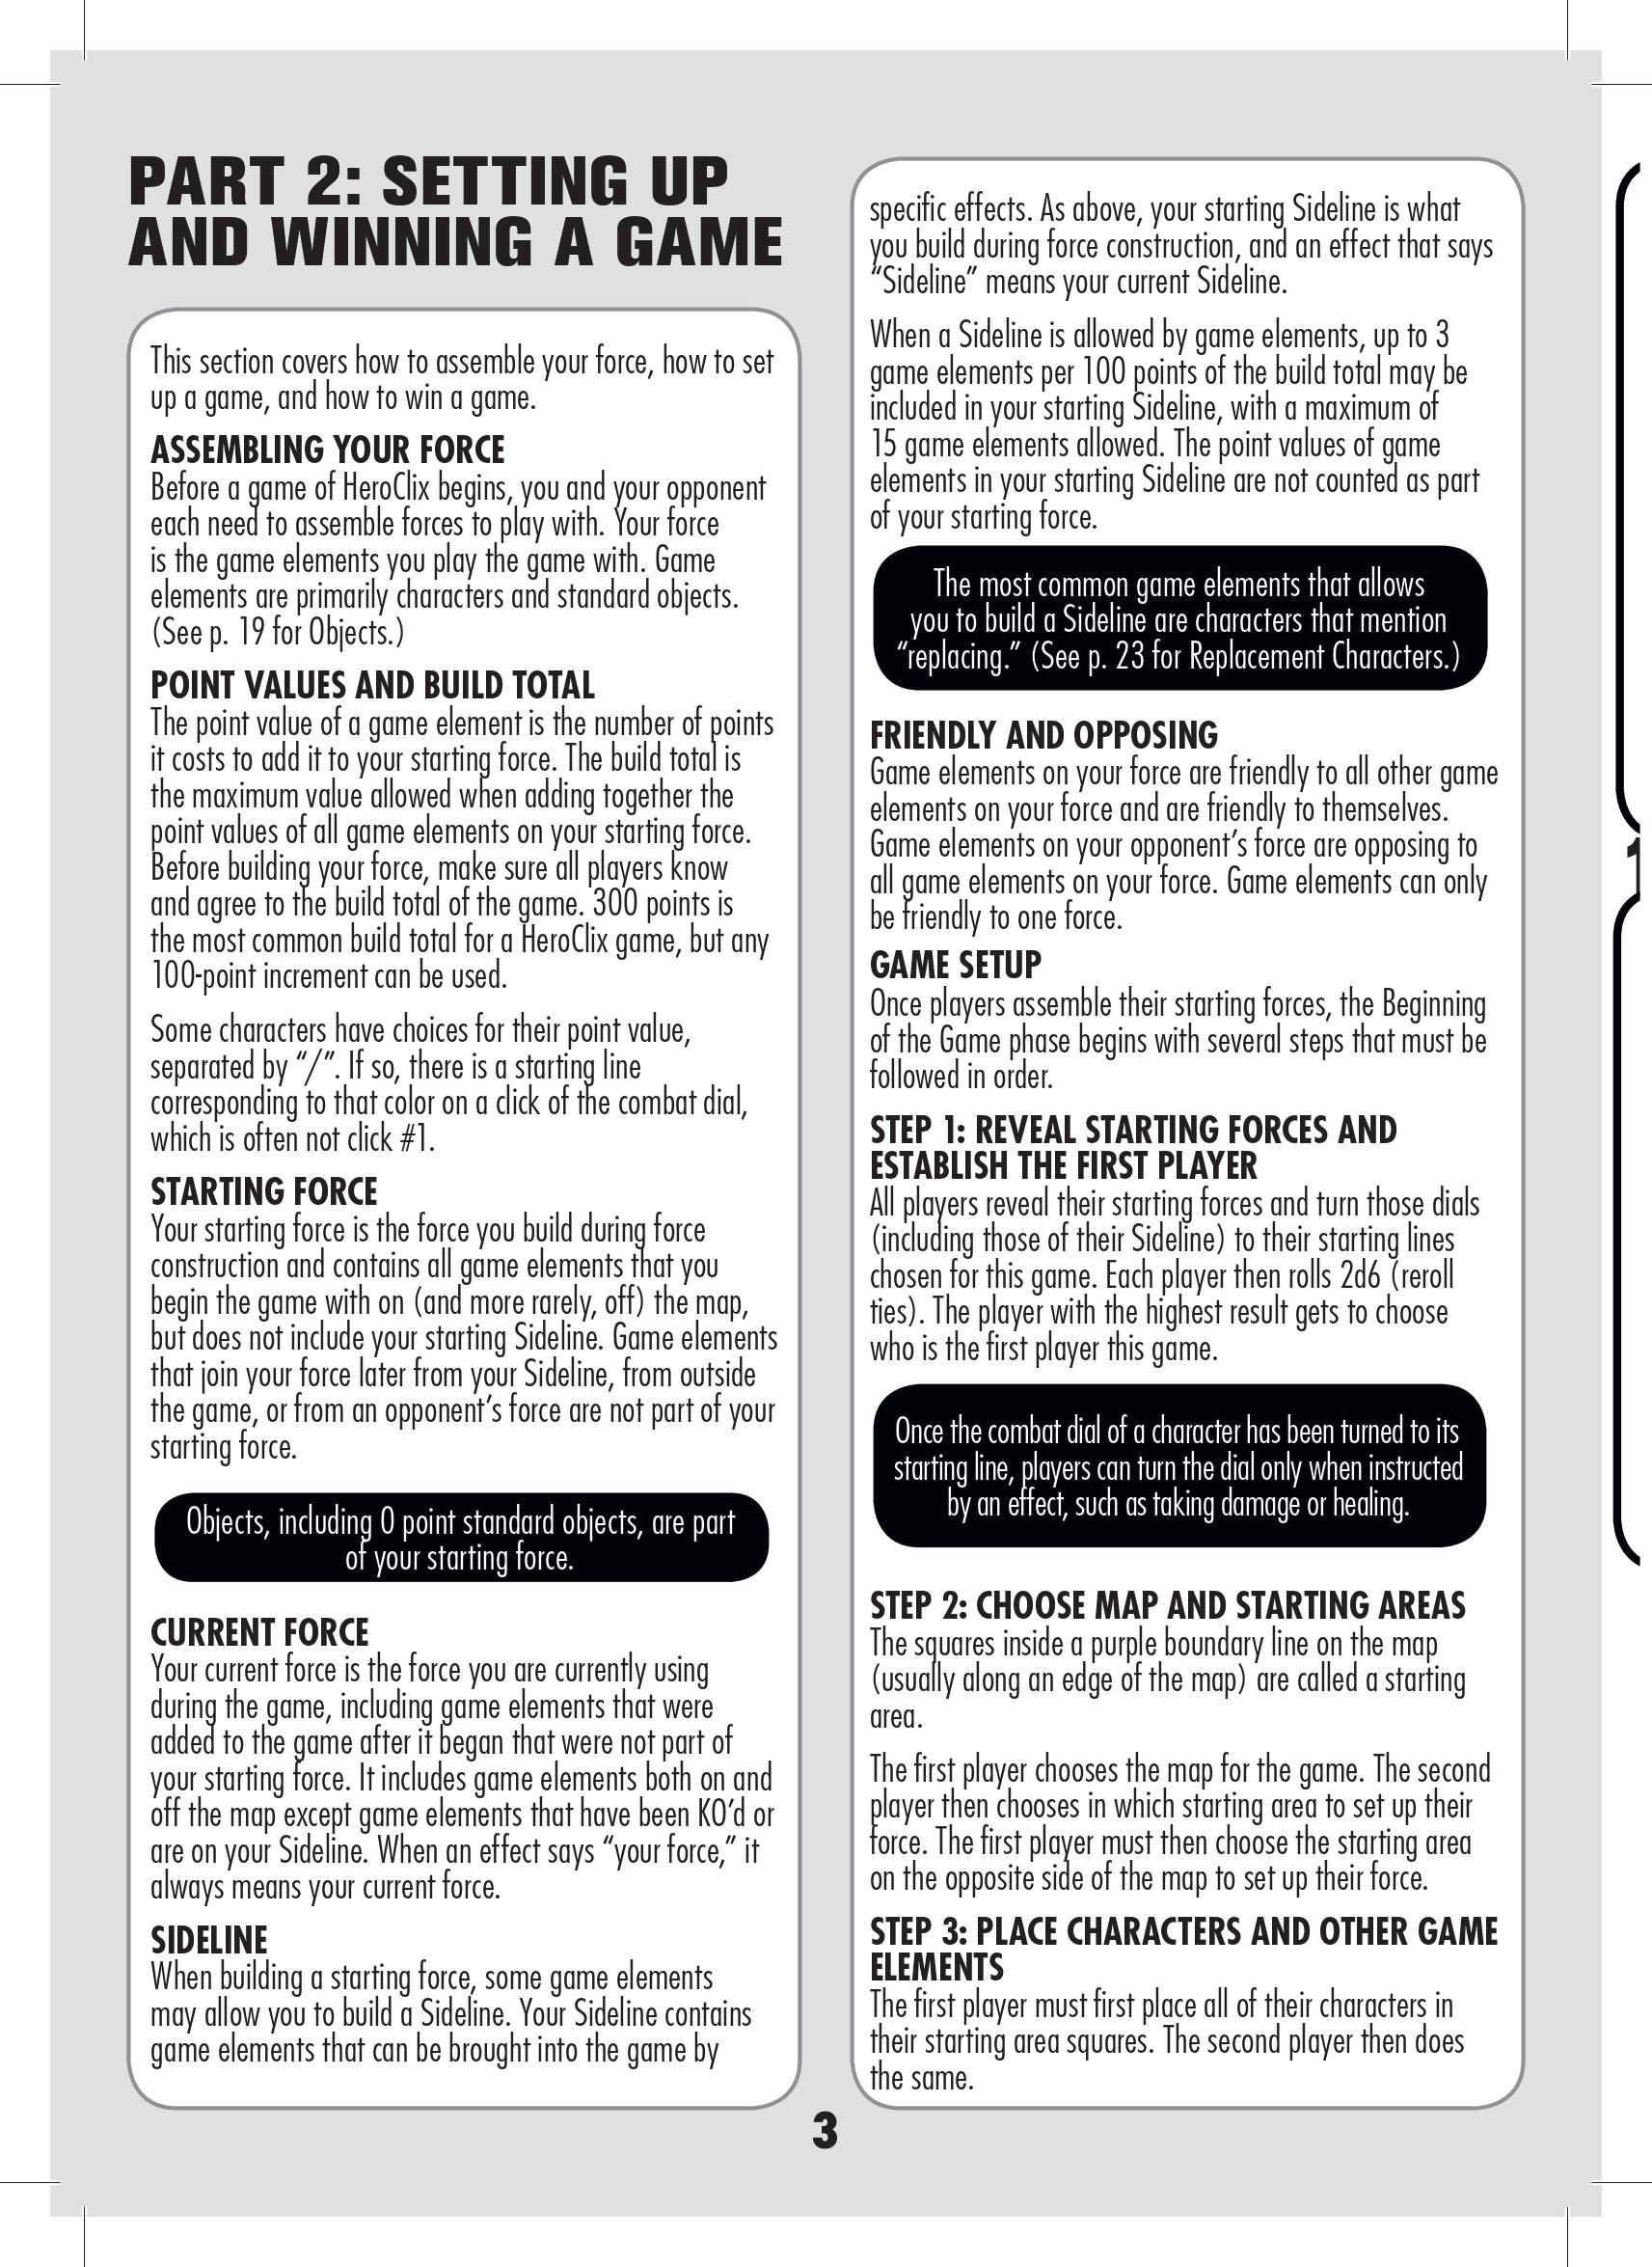 PART 2: SETTING UP
AND WINNING A GAME
This section covers how to assemble your force, how to set
up a game, and how to win a game.
ASSEMBLING YOUR FORCE
Before a game of HeroClix begins, you and your opponent
each need to assemble forces to play with. Your force
is the game elements you play the game with. Game
elements are primarily characters and standard objects.
(See p. 19 for Objects.)
POINT VALUES AND BUILD TOTAL
The point value of a game element is the number of points
it costs to add it to your starting force. The build total is
the maximum value allowed when adding together the
point values of all game elements on your starting force.
Before building your force, make sure all players know
and agree to the build total of the game. 300 points is
the most common build total for a HeroClix game, but any
100-point increment can be used.
Some characters have choices for their point value,
separated by “/”. If so, there is a starting line
corresponding to that color on a click of the combat dial,
which is often not click #1.
STARTING FORCE
Your starting force is the force you build during force
construction and contains all game elements that you
begin the game with on (and more rarely, off) the map,
but does not include your starting Sideline. Game elements
that join your force later from your Sideline, from outside
the game, or from an opponent’s force are not part of your
starting force.
Objects, including 0 point standard objects, are part
of your starting force.
CURRENT FORCE
Your current force is the force you are currently using
during the game, including game elements that were
added to the game after it began that were not part of
your starting force. It includes game elements both on and
off the map except game elements that have been KO’d or
are on your Sideline. When an effect says “your force,” it
always means your current force.
SIDELINE
When building a starting force, some game elements
may allow you to build a Sideline. Your Sideline contains
game elements that can be brought into the game by
specific effects. As above, your starting Sideline is what
you build during force construction, and an effect that says
“Sideline” means your current Sideline.
When a Sideline is allowed by game elements, up to 3
game elements per 100 points of the build total may be
included in your starting Sideline, with a maximum of
15 game elements allowed. The point values of game
elements in your starting Sideline are not counted as part
of your starting force.
The most common game elements that allows
you to build a Sideline are characters that mention
“replacing.” (See p. 23 for Replacement Characters.)
FRIENDLY AND OPPOSING
Game elements on your force are friendly to all other game
elements on your force and are friendly to themselves.
Game elements on your opponent’s force are opposing to
all game elements on your force. Game elements can only
be friendly to one force.
GAME SETUP
Once players assemble their starting forces, the Beginning
of the Game phase begins with several steps that must be
followed in order.
STEP 1: REVEAL STARTING FORCES AND
ESTABLISH THE FIRST PLAYER
All players reveal their starting forces and turn those dials
(including those of their Sideline) to their starting lines
chosen for this game. Each player then rolls 2d6 (reroll
ties). The player with the highest result gets to choose
who is the first player this game.
Once the combat dial of a character has been turned to its
starting line, players can turn the dial only when instructed
by an effect, such as taking damage or healing.
STEP 2: CHOOSE MAP AND STARTING AREAS
The squares inside a purple boundary line on the map
(usually along an edge of the map) are called a starting
area.
The first player chooses the map for the game. The second
player then chooses in which starting area to set up their
force. The first player must then choose the starting area
on the opposite side of the map to set up their force.
STEP 3: PLACE CHARACTERS AND OTHER GAME
ELEMENTS
The first player must first place all of their characters in
their starting area squares. The second player then does
the same.
3
1